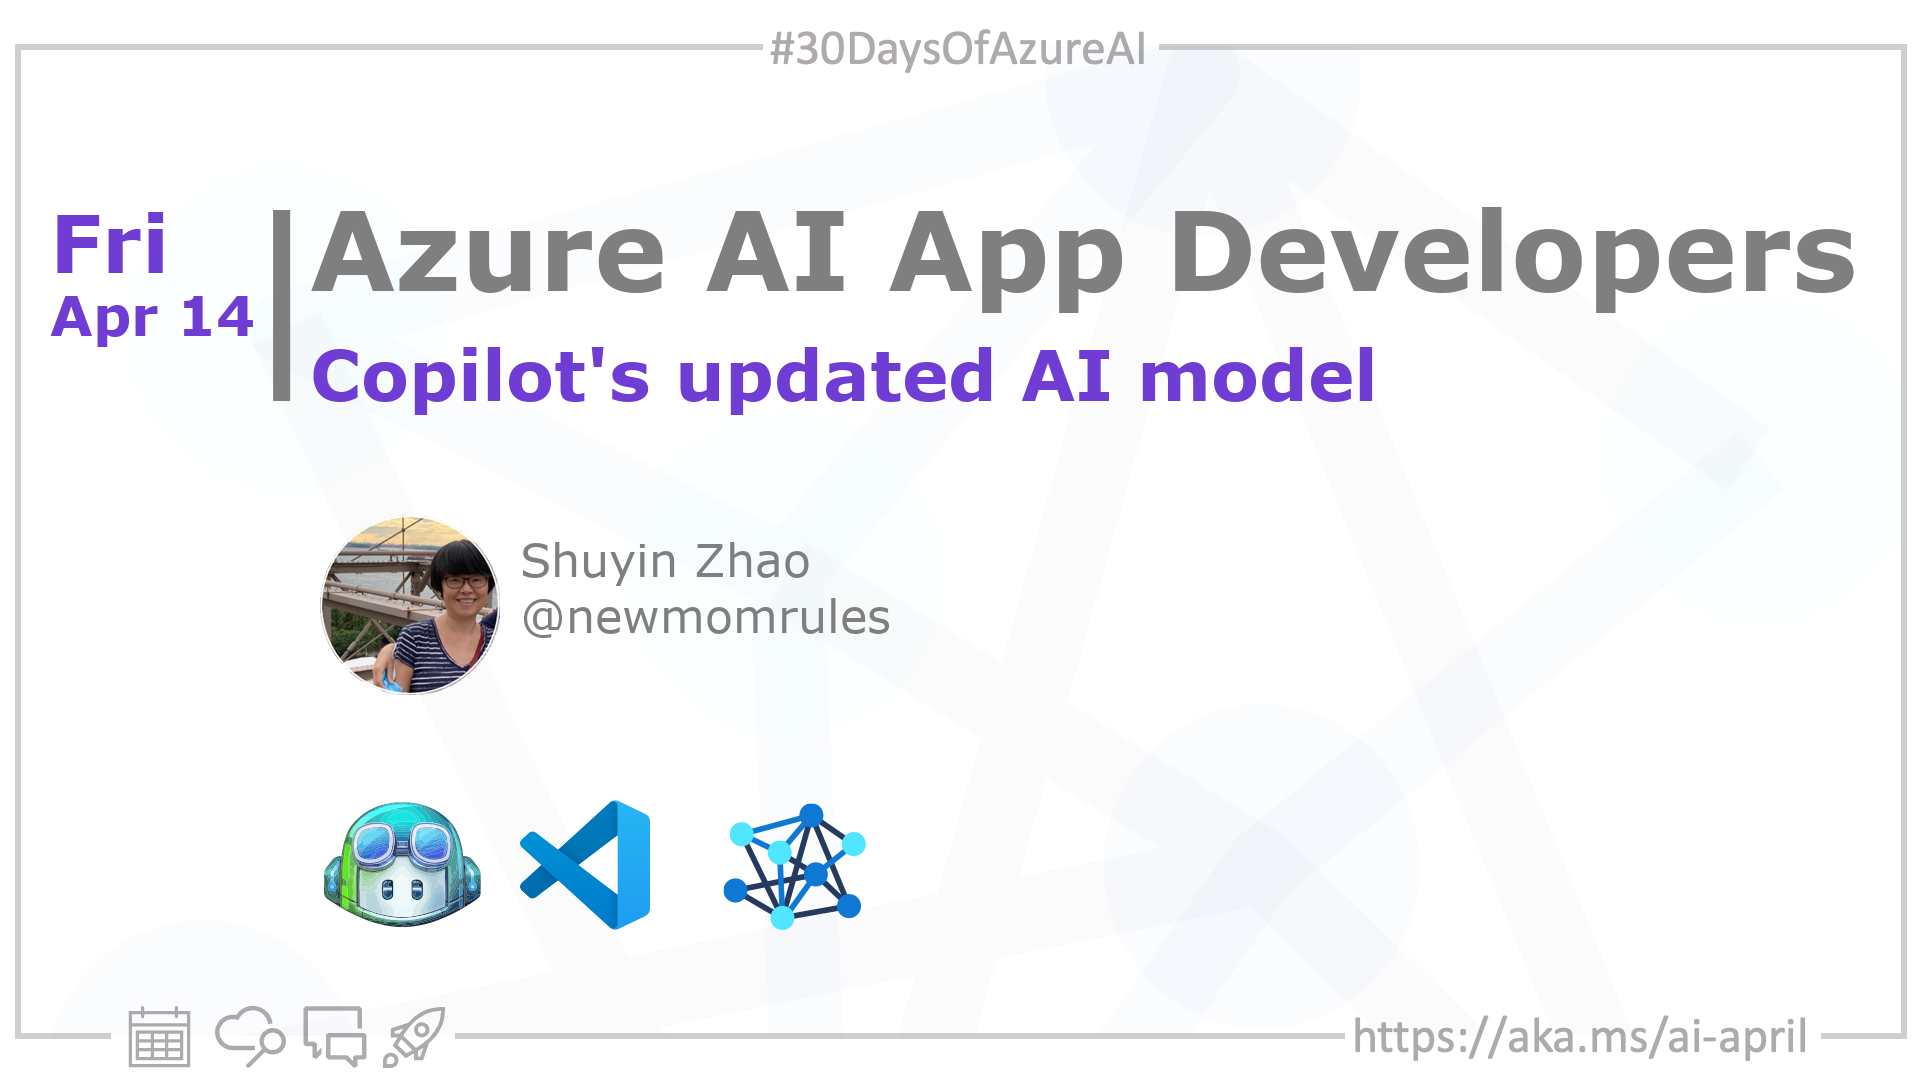 #30DaysOfAzureAI
Fri
Apr 14
Azure AI App Developers
Copilot's updated AI model
Shuyin Zhao
@newmomrules
https://aka.ms/ai-april